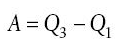 A = Q₃ − Q₁